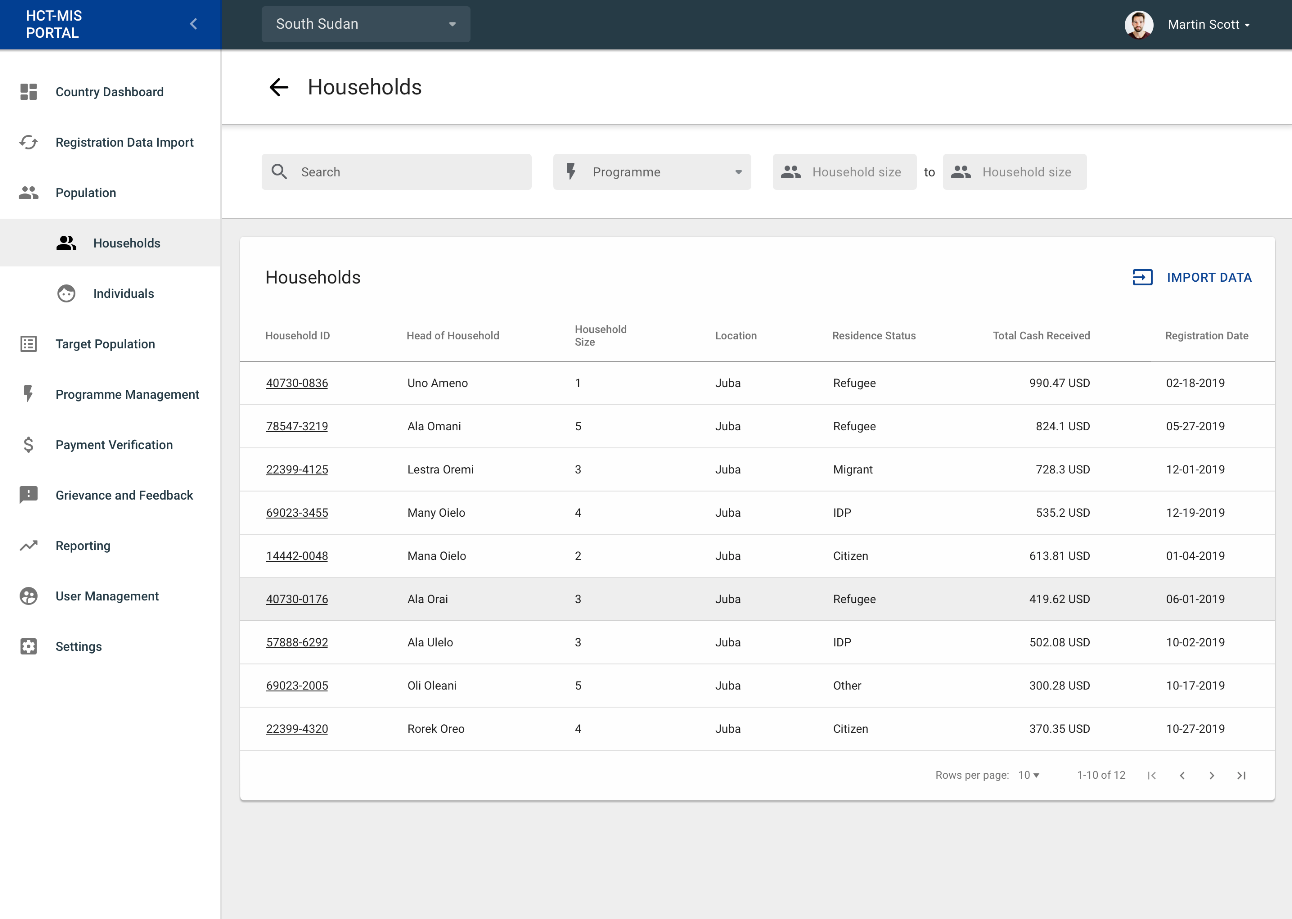 HCT-MIS
PORTAL
South Sudan
Martin Scott
Country Dashboard
Registration Data Import
Population
Households
Individuals
Target Population
Programme Management
Payment Verification
Grievance and Feedback
Reporting
User Management
Settings
Households
Search
Programme
Household size to Household size
Households
IMPORT DATA
Household ID Head of Household Household Size Location Residence Status Total Cash Received Registration Date
40730-0836 Uno Ameno 1 Juba Refugee 990.47 USD 02-18-2019
78547-3219 Ala Omani 5 Juba Refugee 824.1 USD 05-27-2019
22399-4125 Lestra Oremi 3 Juba Migrant 728.3 USD 12-01-2019
69023-3455 Many Oielo 4 Juba IDP 535.2 USD 12-19-2019
14442-0048 Mana Oielo 2 Juba Citizen 613.81 USD 01-04-2019
40730-0176 Ala Orai 3 Juba Refugee 419.62 USD 06-01-2019
57888-6292 Ala Ulelo 3 Juba IDP 502.08 USD 10-02-2019
69023-2005 Oli Oleani 5 Juba Other 300.28 USD 10-17-2019
22399-4320 Rorek Oreo 4 Juba Citizen 370.35 USD 10-27-2019
Rows per page: 10 1-10 of 12